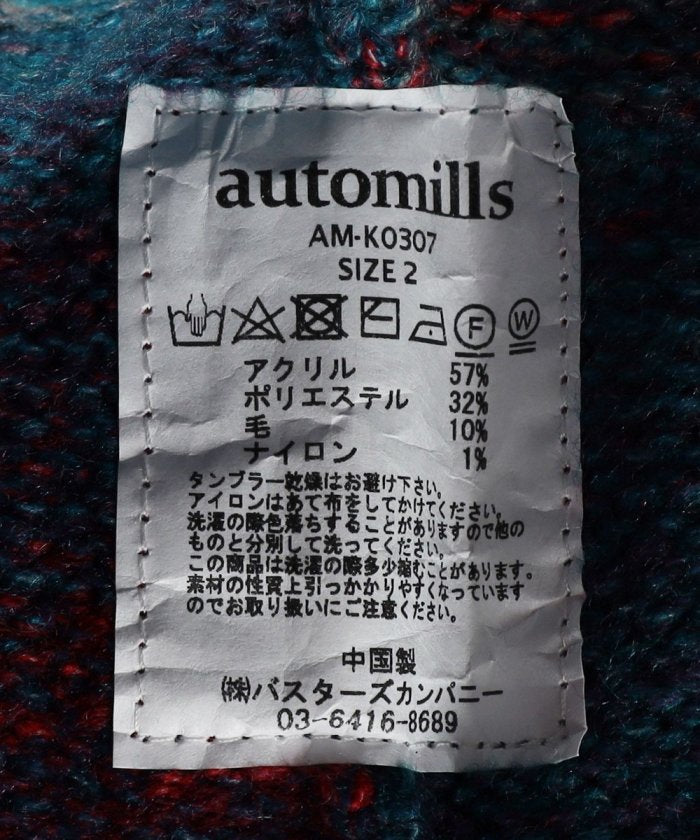 automills
AM-K0307
SIZE 2
F W
アクリル 57%
ポリエステル 32%
毛 10%
ナイロン 1%
タンブラー乾燥はお避け下さい。
アイロンはあて布をしてかけてください。
洗濯の際色落ちすることがありますので他の
ものと分別して洗ってください。
この商品は洗濯の際多少縮むことがあります。
素材の性質上引っかかりやすくなっています
のでお取り扱いにご注意ください。
中国製
㈱バスターズカンパニー
03-6416-8689